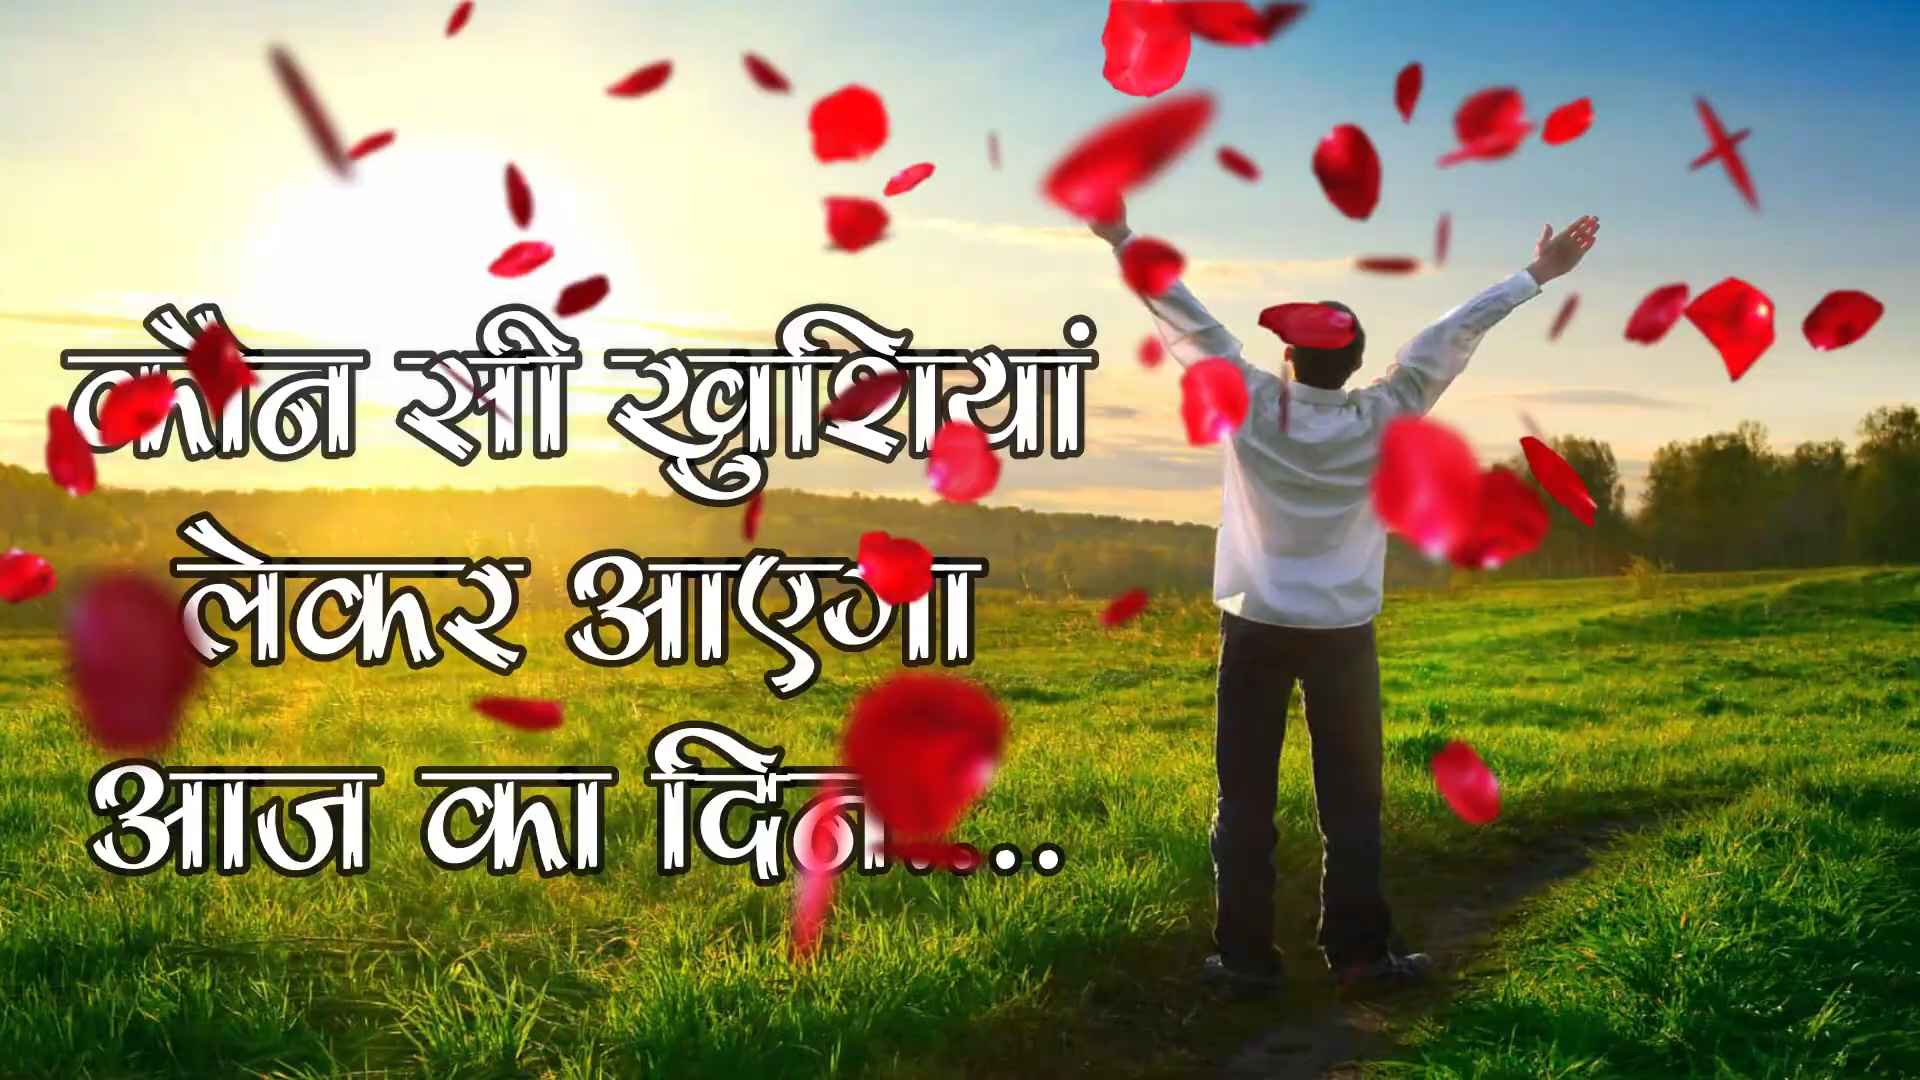 कौन सी खुशियां
लेकर आएगा
आज का दिन.....